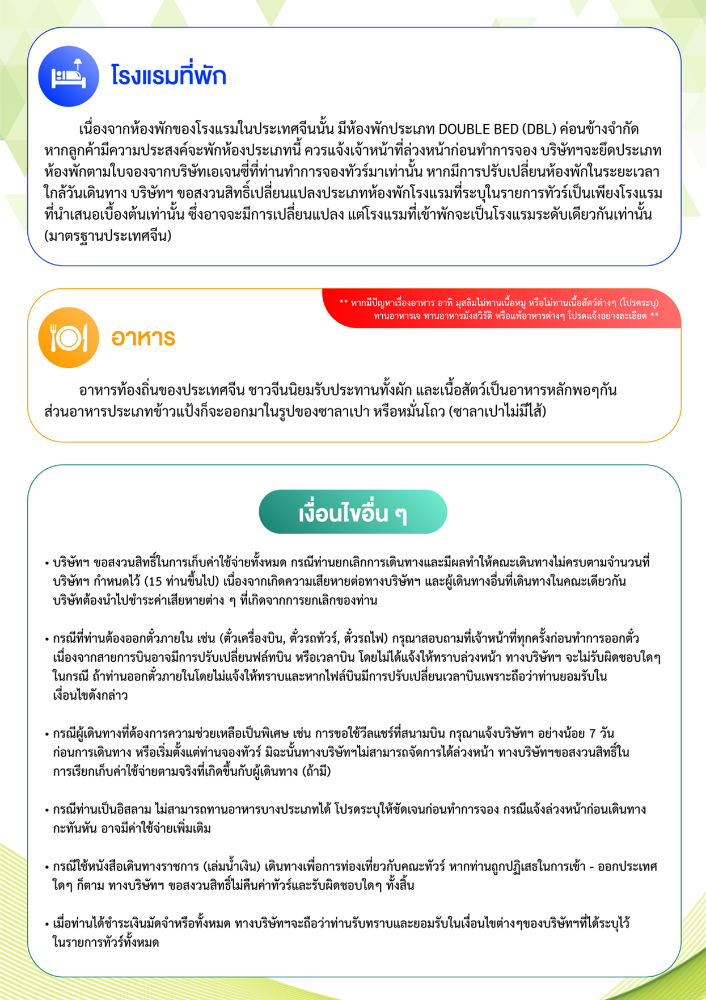 โรงแรมที่พัก
เนื่องจากห้องพักของโรงแรมในประเทศจีนนั้น มีห้องพักประเภท DOUBLE BED (DBL) ค่อนข้างจำกัด
หากลูกค้ามีความประสงค์จะพักห้องประเภทนี้ ควรแจ้งเจ้าหน้าที่ล่วงหน้าก่อนทำการจอง บริษัทฯจะยึดประเภท
ห้องพักตามใบจองจากบริษัทเอเจนซี่ที่ท่านทำการจองทัวร์มาเท่านั้น หากมีการปรับเปลี่ยนห้องพักในระยะเวลา
ใกล้วันเดินทาง บริษัทฯ ขอสงวนสิทธิ์เปลี่ยนแปลงประเภทห้องพักโรงแรมที่ระบุในรายการทัวร์เป็นเพียงโรงแรม
ที่นำเสนอเบื้องต้นเท่านั้น ซึ่งอาจจะมีการเปลี่ยนแปลง แต่โรงแรมที่เข้าพักจะเป็นโรงแรมระดับเดียวกันเท่านั้น
(มาตรฐานประเทศจีน)
** หากมีปัญหาเรื่องอาหาร อาทิ มุสลิมไม่ทานเนื้อหมู หรือไม่ทานเนื้อสัตว์ต่างๆ (โปรดระบุ)
ทานอาหารเจ ทานอาหารมังสวิรัติ หรือแพ้อาหารต่างๆ โปรดแจ้งอย่างละเอียด **
อาหาร
อาหารท้องถิ่นของประเทศจีน ชาวจีนนิยมรับประทานทั้งผัก และเนื้อสัตว์เป็นอาหารหลักพอๆกัน
ส่วนอาหารประเภทข้าวแป้งก็จะออกมาในรูปของซาลาเปา หรือหมั่นโถว (ซาลาเปาไม่มีไส้)
เงื่อนไขอื่น ๆ
• บริษัทฯ ขอสงวนสิทธิ์ในการเก็บค่าใช้จ่ายทั้งหมด กรณีท่านยกเลิกการเดินทางและมีผลทำให้คณะเดินทางไม่ครบตามจำนวนที่
บริษัทฯ กำหนดไว้ (15 ท่านขึ้นไป) เนื่องจากเกิดความเสียหายต่อทางบริษัทฯ และผู้เดินทางอื่นที่เดินทางในคณะเดียวกัน
บริษัทต้องนำไปชำระค่าเสียหายต่าง ๆ ที่เกิดจากการยกเลิกของท่าน
• กรณีที่ท่านต้องออกตั๋วภายใน เช่น (ตั๋วเครื่องบิน, ตั๋วรถทัวร์, ตั๋วรถไฟ) กรุณาสอบถามที่เจ้าหน้าที่ทุกครั้งก่อนทำการออกตั๋ว
เนื่องจากสายการบินอาจมีการปรับเปลี่ยนฟล์ทบิน หรือเวลาบิน โดยไม่ได้แจ้งให้ทราบล่วงหน้า ทางบริษัทฯ จะไม่รับผิดชอบใดๆ
ในกรณี ถ้าท่านออกตั๋วภายในโดยไม่แจ้งให้ทราบและหากไฟล์บินมีการปรับเปลี่ยนเวลาบินเพราะถือว่าท่านยอมรับใน
เงื่อนไขดังกล่าว
• กรณีผู้เดินทางที่ต้องการความช่วยเหลือเป็นพิเศษ เช่น การขอใช้วีลแชร์ที่สนามบิน กรุณาแจ้งบริษัทฯ อย่างน้อย 7 วัน
ก่อนการเดินทาง หรือเริ่มตั้งแต่ท่านจองทัวร์ มิฉะนั้นทางบริษัทฯไม่สามารถจัดการได้ล่วงหน้า ทางบริษัทฯขอสงวนสิทธิ์ใน
การเรียกเก็บค่าใช้จ่ายตามจริงที่เกิดขึ้นกับผู้เดินทาง (ถ้ามี)
• กรณีท่านเป็นอิสลาม ไม่สามารถทานอาหารบางประเภทได้ โปรดระบุให้ชัดเจนก่อนทำการจอง กรณีแจ้งล่วงหน้าก่อนเดินทาง
กะทันหัน อาจมีค่าใช้จ่ายเพิ่มเติม
• กรณีใช้หนังสือเดินทางราชการ (เล่มน้ำเงิน) เดินทางเพื่อการท่องเที่ยวกับคณะทัวร์ หากท่านถูกปฏิเสธในการเข้า - ออกประเทศ
ใดๆ ก็ตาม ทางบริษัทฯ ขอสงวนสิทธิ์ไม่คืนค่าทัวร์และรับผิดชอบใดๆ ทั้งสิ้น
• เมื่อท่านได้ชำระเงินมัดจำหรือทั้งหมด ทางบริษัทฯจะถือว่าท่านรับทราบและยอมรับในเงื่อนไขต่างๆของบริษัทฯที่ได้ระบุไว้
ในรายการทัวร์ทั้งหมด